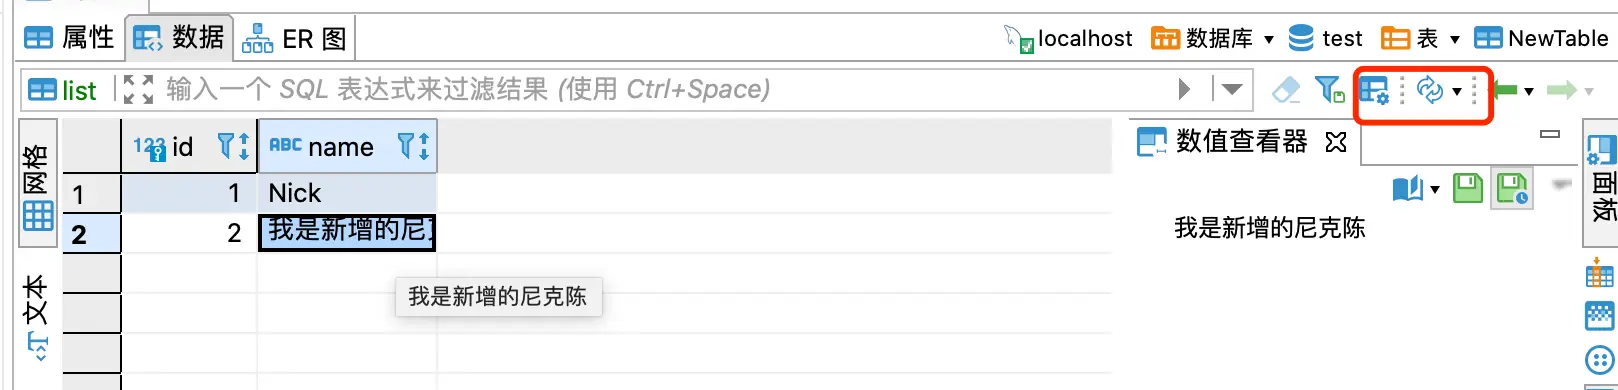 属性 数据 ER 图 localhost 数据库 test 表 NewTable
list 输入一个 SQL 表达式来过滤结果 (使用 Ctrl+Space)
网格 123 id ABC name 数值查看器 面板
1 1 Nick
2 2 我是新增的尼 我是新增的尼克陈
文本 我是新增的尼克陈